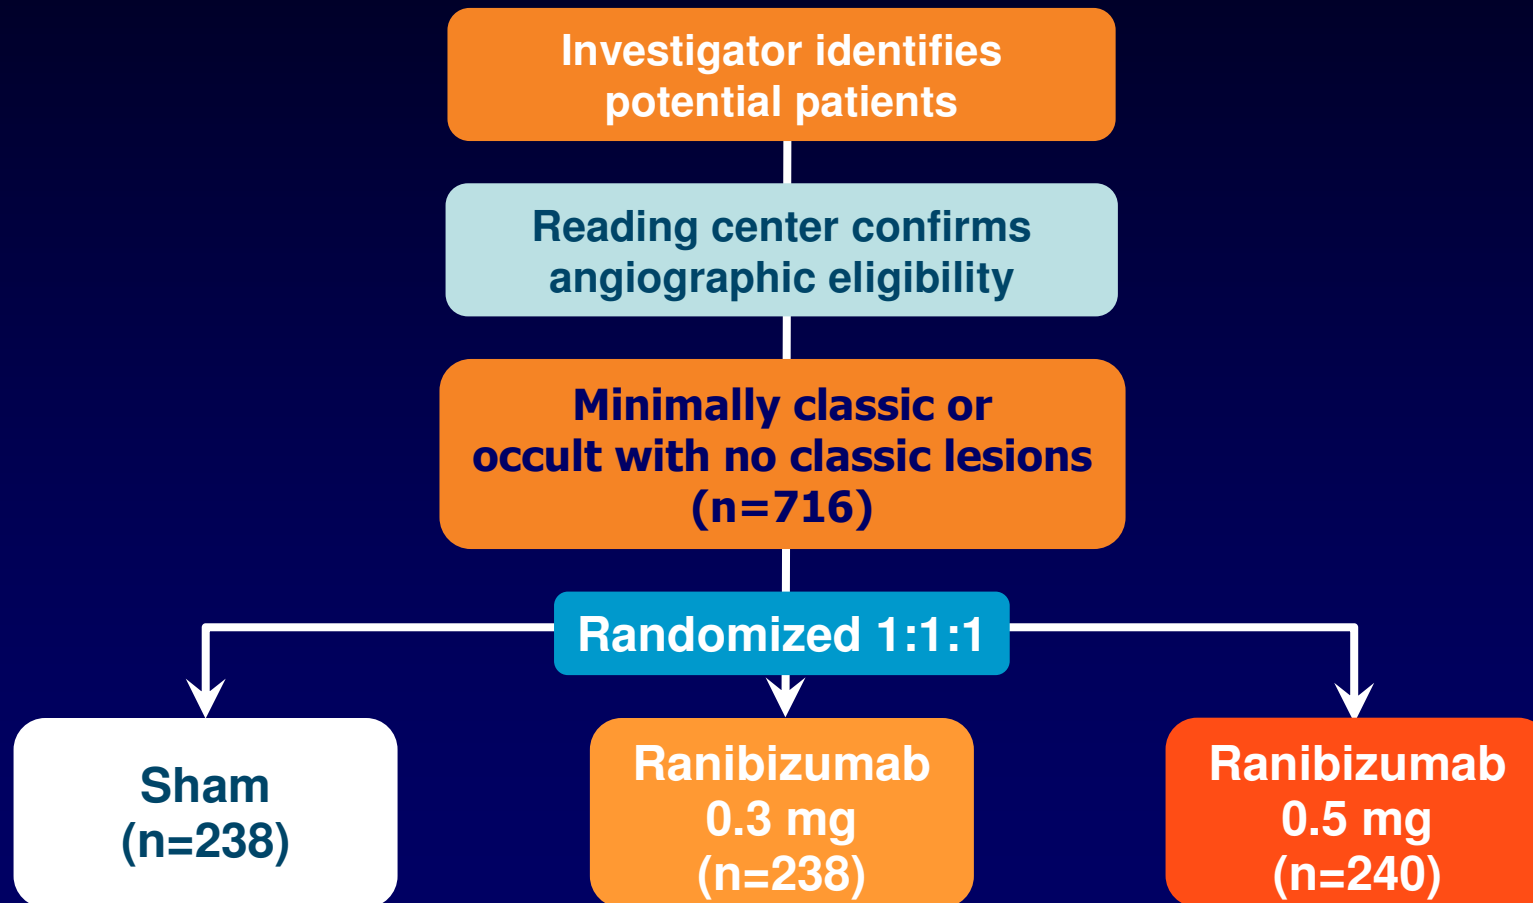 Investigator identifies
potential patients
Reading center confirms
angiographic eligibility
Minimally classic or
occult with no classic lesions
(n=716)
Randomized 1:1:1
Sham
(n=238)
Ranibizumab
0.3 mg
(n=238)
Ranibizumab
0.5 mg
(n=240)